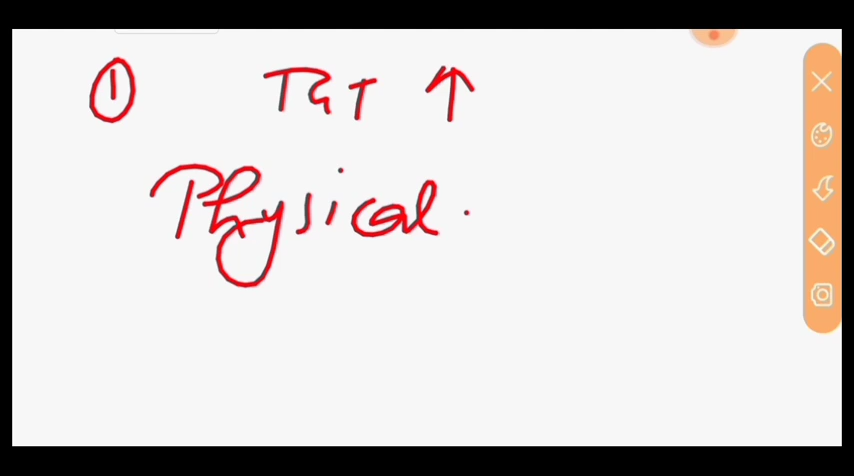 ① TGT ↑
Physical .